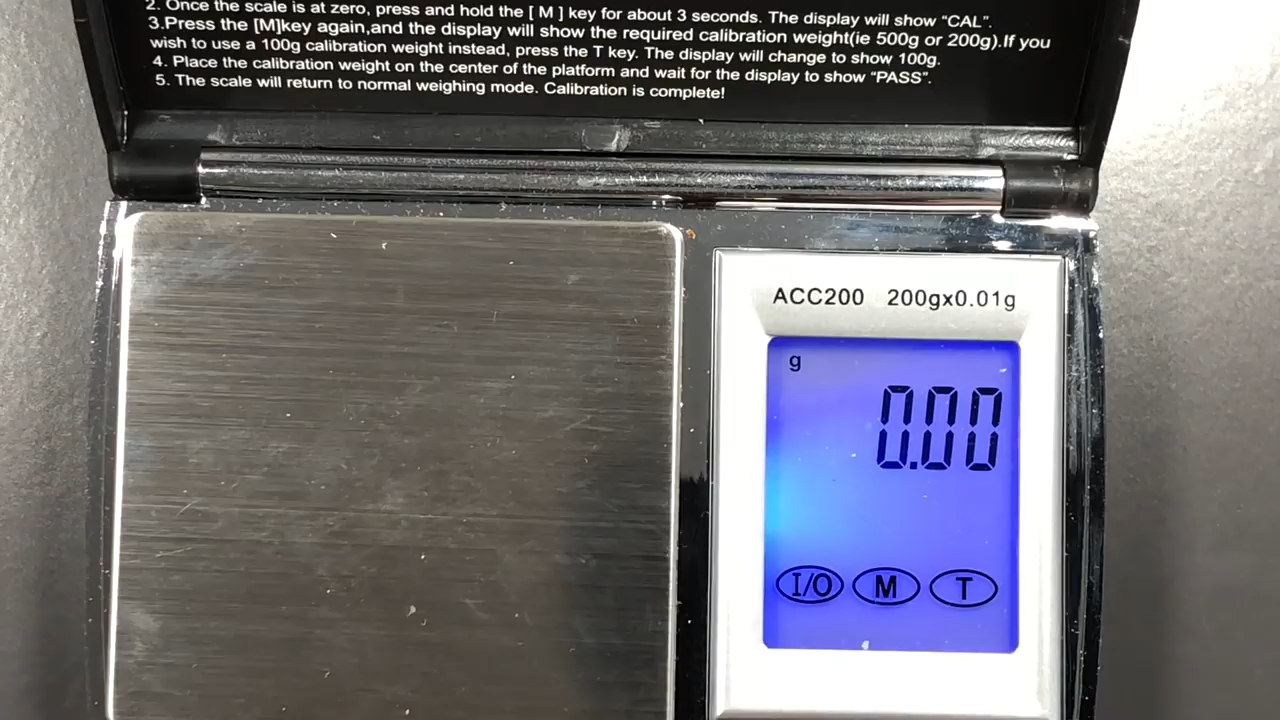 2. Once the scale is at zero, press and hold the [ M ] key for about 3 seconds. The display will show “CAL”.
3.Press the [M]key again,and the display will show the required calibration weight(ie 500g or 200g).If you
wish to use a 100g calibration weight instead, press the T key. The display will change to show 100g.
4. Place the calibration weight on the center of the platform and wait for the display to show “PASS”.
5. The scale will return to normal weighing mode. Calibration is complete!
ACC200 200gx0.01g
g
0.00
I/O M T